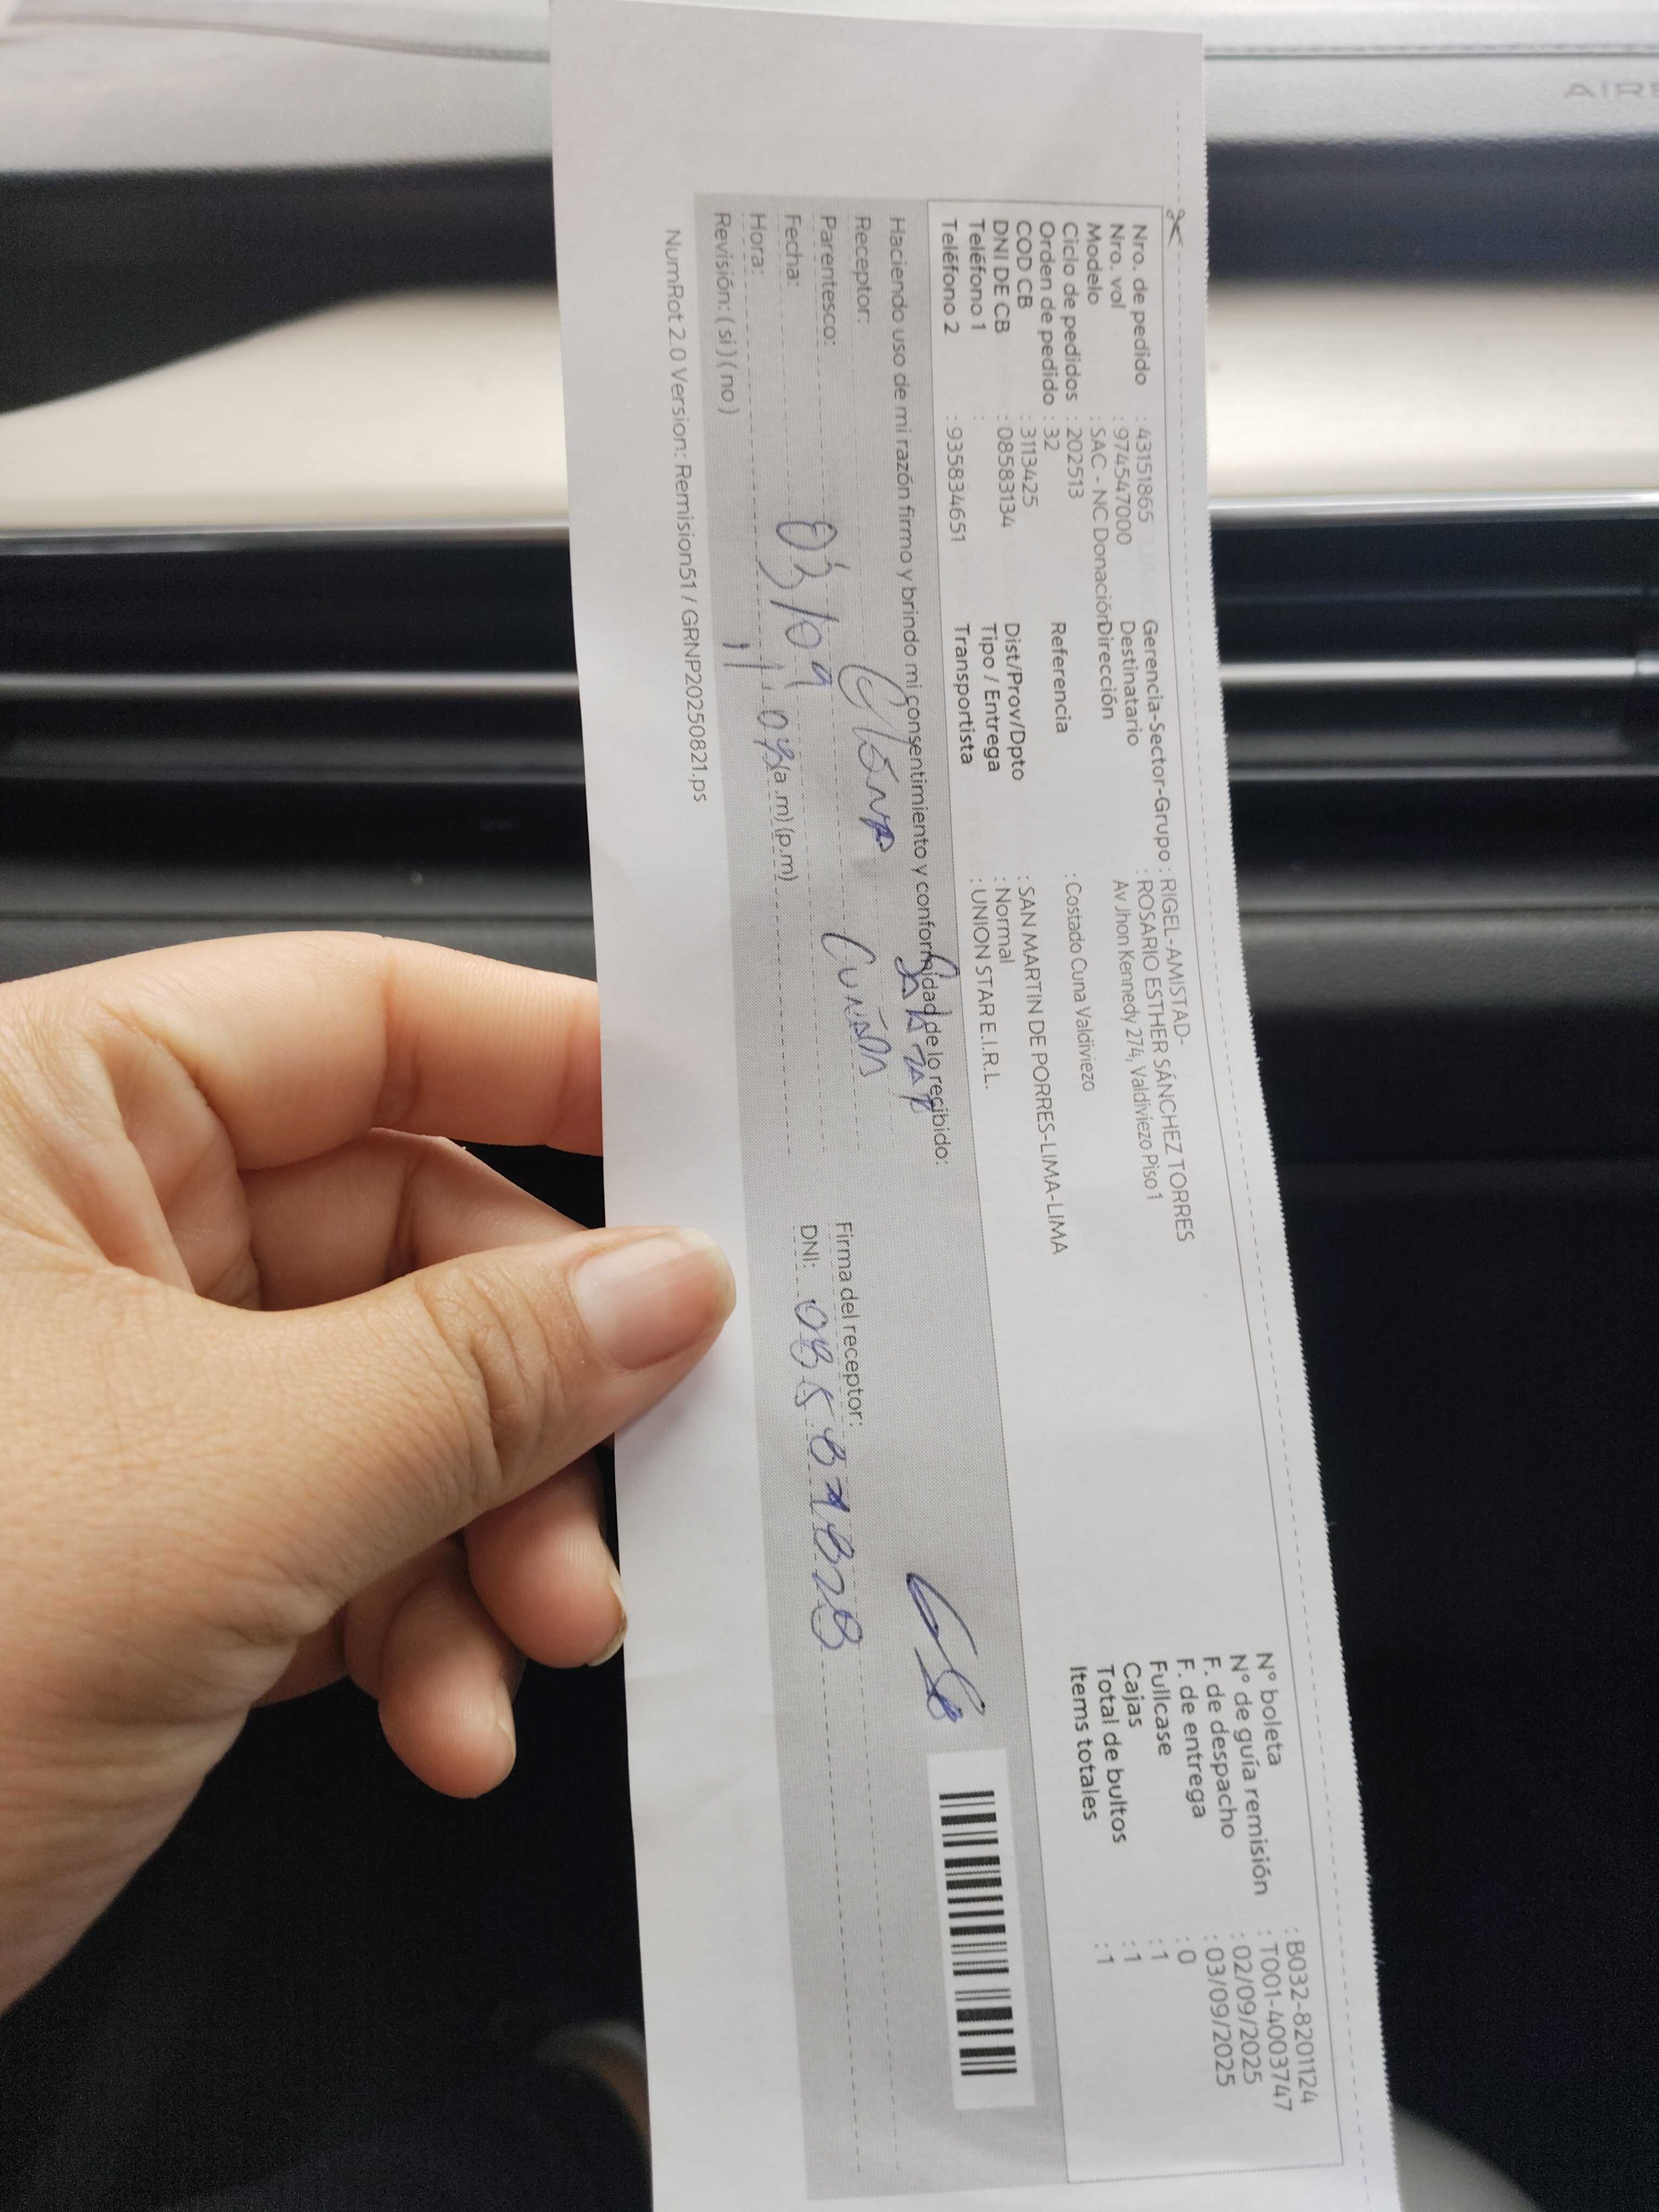 AIR
Nro. de pedido : 43151865
Nro. vol : 974547000
Modelo : SAC - NC Donación
Ciclo de pedidos : 202513
Orden de pedido : 32
COD CB : 3113425
DNI DE CB : 08583134
Teléfono 1 :
Teléfono 2 : 935834651
Gerencia-Sector-Grupo : RIGEL-AMISTAD-
Destinatario : ROSARIO ESTHER SÁNCHEZ TORRES
Dirección Av Jhon Kennedy 274, Valdiviezo Piso 1
Referencia : Costado Cuna Valdiviezo
Dist/Prov/Dpto : SAN MARTIN DE PORRES-LIMA-LIMA
Tipo / Entrega : Normal
Transportista : UNION STAR E.I.R.L.
N° boleta : B032-8201124
N° de guía remisión : T001-4003747
F. de despacho : 02/09/2025
F. de entrega : 03/09/2025
Fullcase : 0
Cajas : 1
Total de bultos : 1
Items totales : 1
Haciendo uso de mi razón firmo y brindo mi consentimiento y conformidad de lo recibido:
Receptor:
Parentesco: Cuñada
Fecha: 03/09
Hora: 11 (a.m) (p.m)
Revisión: ( si ) ( no )
Firma del receptor:
DNI:
NumRot 2.0 Version: Remision51 / GRNP20250821.ps